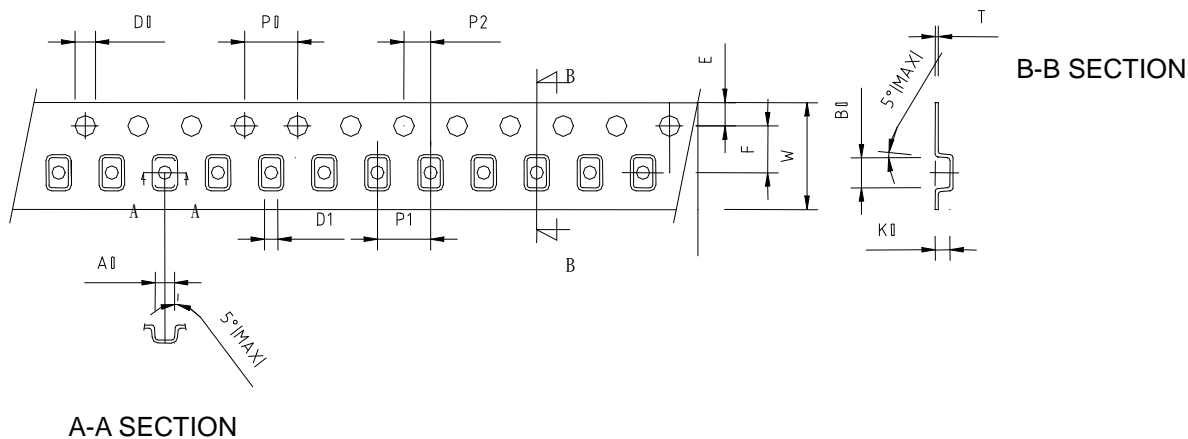 D0
P0
P2
T
B-B SECTION
E
B
5°(MAX)
B0
F
W
A
A
D1
P1
K0
A0
B
5°(MAX)
A-A SECTION